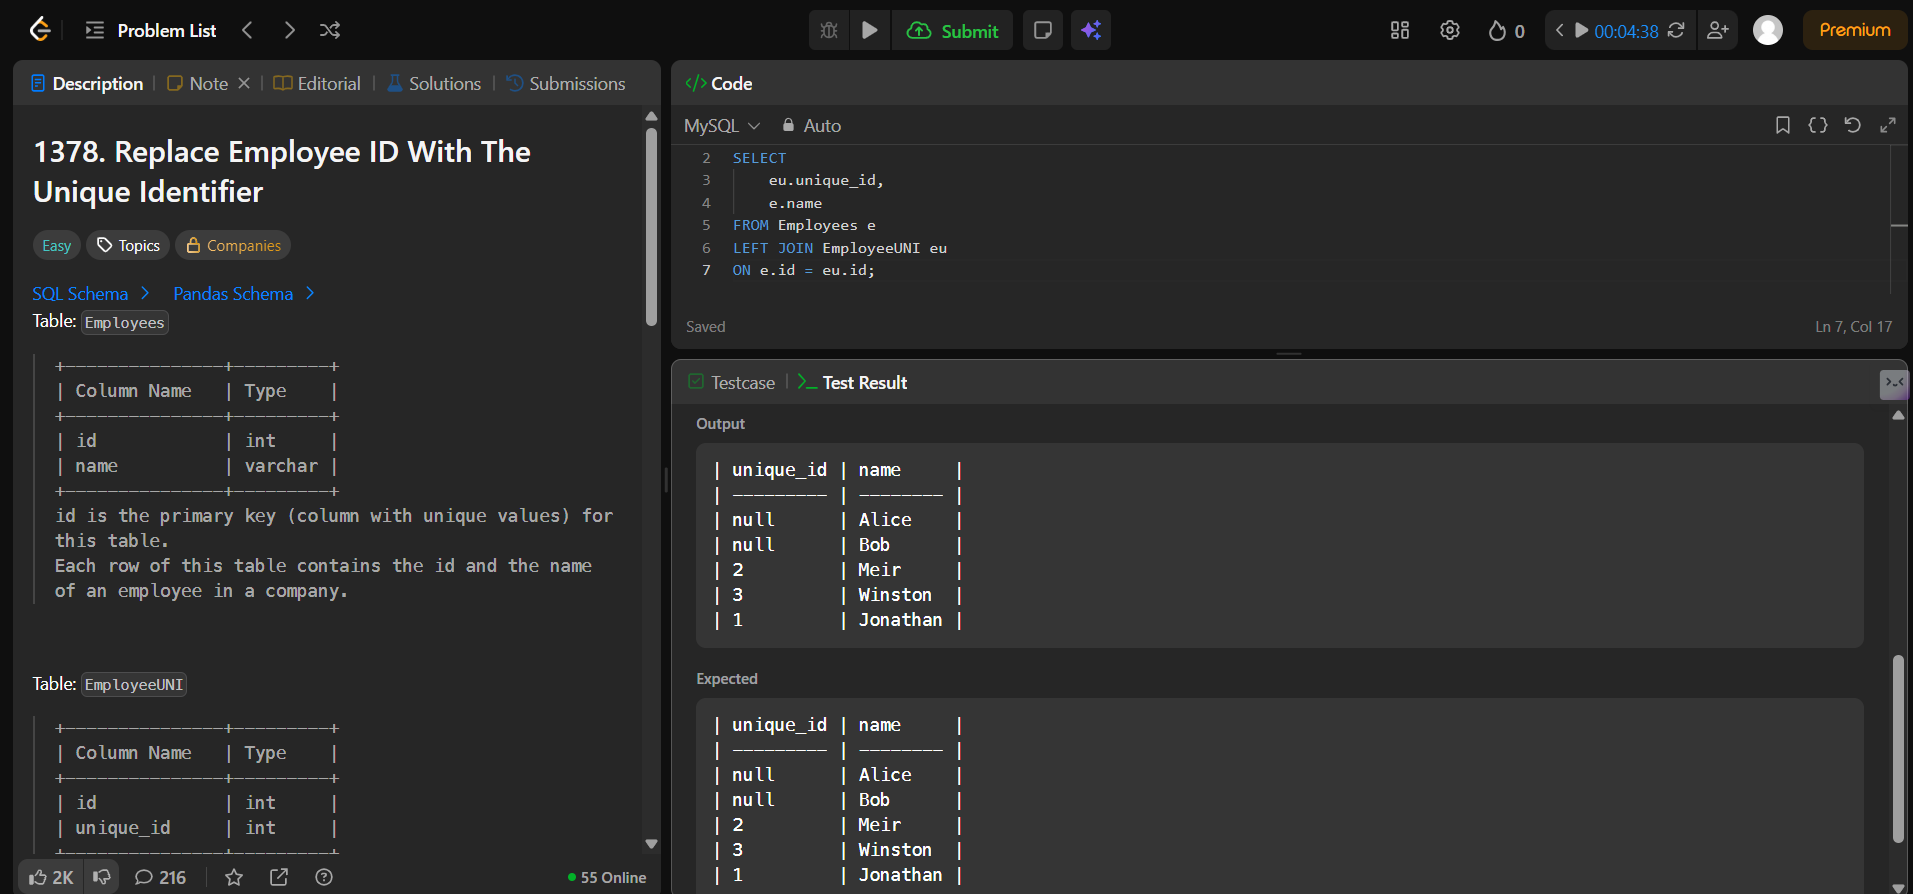 Problem List
Submit
0
00:04:38
Premium
Description
Note
Editorial
Solutions
Submissions
1378. Replace Employee ID With The
Unique Identifier
Easy
Topics
Companies
SQL Schema
Pandas Schema
Table: Employees
+---------------+---------+
| Column Name   | Type    |
+---------------+---------+
| id            | int     |
| name          | varchar |
+---------------+---------+
id is the primary key (column with unique values) for
this table.
Each row of this table contains the id and the name
of an employee in a company.
Table: EmployeeUNI
+---------------+---------+
| Column Name   | Type    |
+---------------+---------+
| id            | int     |
| unique_id     | int     |
+---------------+---------+
2K
216
55 Online
</> Code
MySQL
Auto
2 SELECT
3     eu.unique_id,
4     e.name
5 FROM Employees e
6 LEFT JOIN EmployeeUNI eu
7 ON e.id = eu.id;
Saved
Ln 7, Col 17
Testcase
Test Result
Output
| unique_id | name     |
| --------- | -------- |
| null      | Alice    |
| null      | Bob      |
| 2         | Meir     |
| 3         | Winston  |
| 1         | Jonathan |
Expected
| unique_id | name     |
| --------- | -------- |
| null      | Alice    |
| null      | Bob      |
| 2         | Meir     |
| 3         | Winston  |
| 1         | Jonathan |